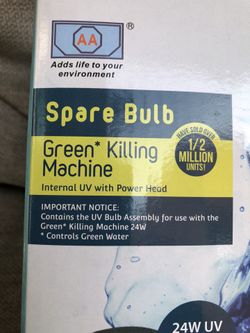 AA
®
Adds life to your
environment
Spare Bulb
Green* Killing
Machine
Internal UV with Power Head
HAVE SOLD OVER
1/2
MILLION
UNITS!
IMPORTANT NOTICE:
Contains the UV Bulb Assembly for use with the
Green* Killing Machine 24W
* Controls Green Water
24W UV